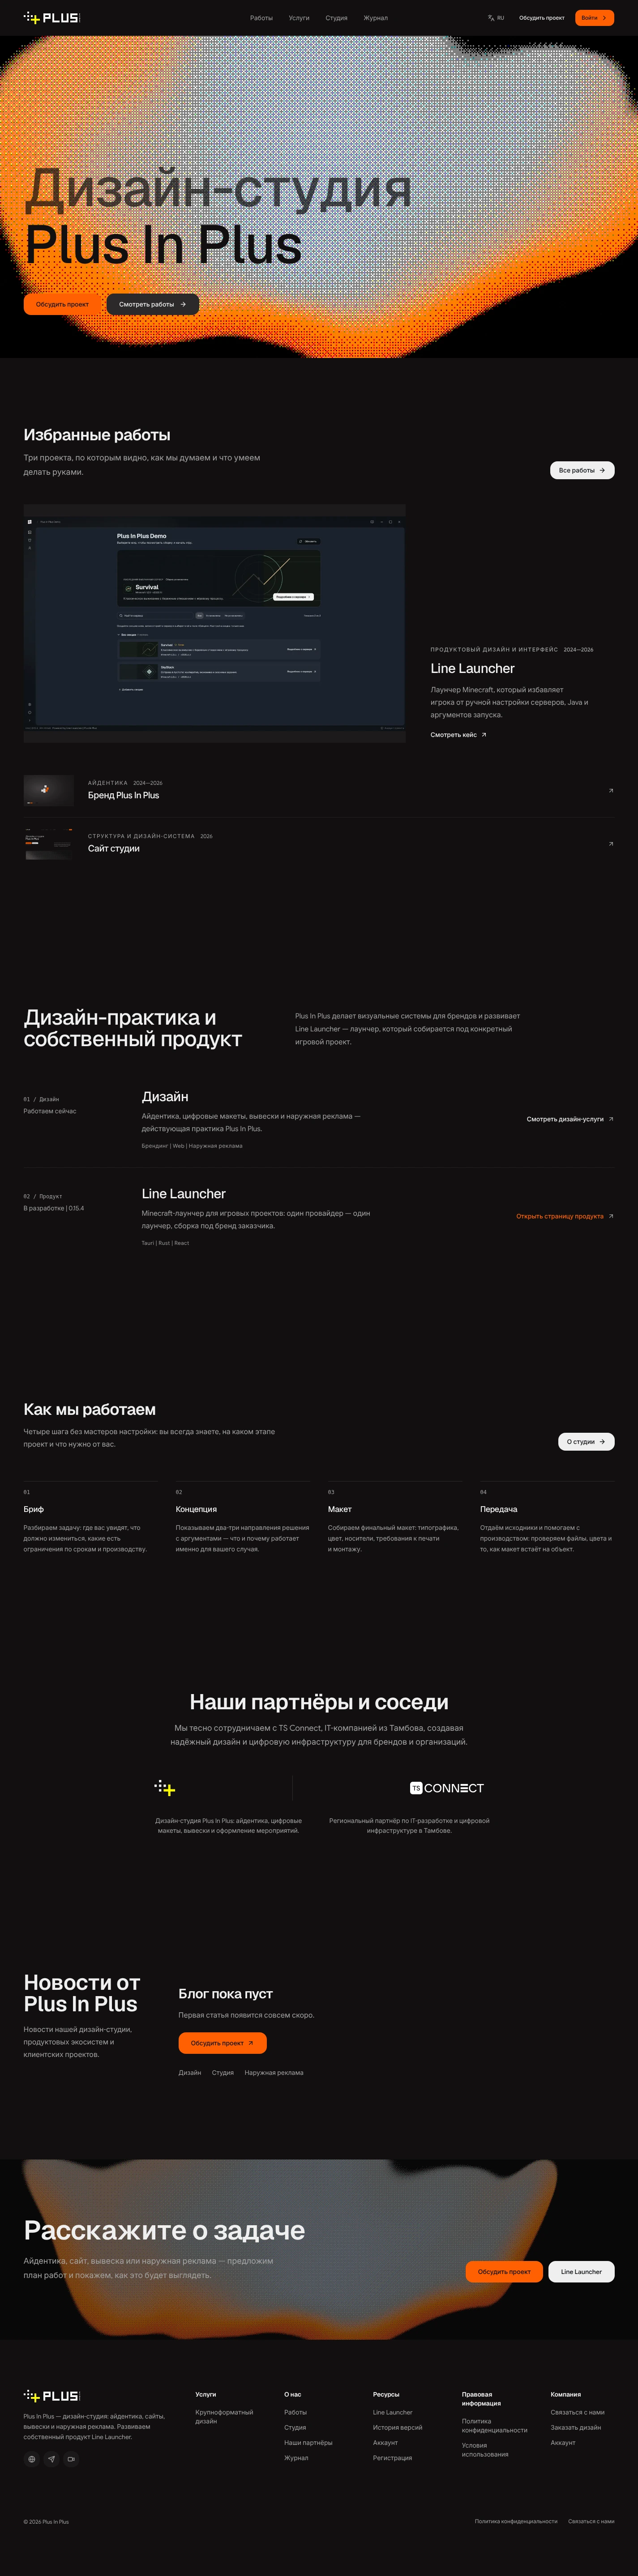 PLUS
Работы
Услуги
Студия
Журнал
RU
Обсудить проект
Войти
Дизайн-студия
Plus In Plus
Обсудить проект
Смотреть работы
Избранные работы
Три проекта, по которым видно, как мы думаем и что умеем
делать руками.
Все работы
Plus In Plus Demo
Survival
Survival
ПРОДУКТОВЫЙ ДИЗАЙН И ИНТЕРФЕЙС 2024—2026
Line Launcher
Лаунчер Minecraft, который избавляет
игрока от ручной настройки серверов, Java и
аргументов запуска.
Смотреть кейс
АЙДЕНТИКА 2024—2026
Бренд Plus In Plus
СТРУКТУРА И ДИЗАЙН-СИСТЕМА 2026
Сайт студии
Дизайн-практика и
собственный продукт
Plus In Plus делает визуальные системы для брендов и развивает
Line Launcher — лаунчер, который собирается под конкретный
игровой проект.
01 / Дизайн
Работаем сейчас
Дизайн
Айдентика, цифровые макеты, вывески и наружная реклама —
действующая практика Plus In Plus.
Брендинг | Web | Наружная реклама
Смотреть дизайн-услуги
02 / Продукт
В разработке | 0.15.4
Line Launcher
Minecraft-лаунчер для игровых проектов: один провайдер — один
лаунчер, сборка под бренд заказчика.
Tauri | Rust | React
Открыть страницу продукта
Как мы работаем
Четыре шага без мастеров настройки: вы всегда знаете, на каком этапе
проект и что нужно от вас.
О студии
01
Бриф
Разбираем задачу: где вас увидят, что
должно измениться, какие есть
ограничения по срокам и производству.
02
Концепция
Показываем два-три направления решения
с аргументами — что и почему работает
именно для вашего случая.
03
Макет
Собираем финальный макет: типографика,
цвет, носители, требования к печати
и монтажу.
04
Передача
Отдаём исходники и помогаем с
производством: проверяем файлы, цвета и
то, как макет встаёт на объект.
Наши партнёры и соседи
Мы тесно сотрудничаем с TS Connect, IT-компанией из Тамбова, создавая
надёжный дизайн и цифровую инфраструктуру для брендов и организаций.
TS CONNECT
Дизайн-студия Plus In Plus: айдентика, цифровые
макеты, вывески и оформление мероприятий.
Региональный партнёр по IT-разработке и цифровой
инфраструктуре в Тамбове.
Новости от
Plus In Plus
Новости нашей дизайн-студии,
продуктовых экосистем и
клиентских проектов.
Блог пока пуст
Первая статья появится совсем скоро.
Обсудить проект
Дизайн
Студия
Наружная реклама
Расскажите о задаче
Айдентика, сайт, вывеска или наружная реклама — предложим
план работ и покажем, как это будет выглядеть.
Обсудить проект
Line Launcher
PLUS
Plus In Plus — дизайн-студия: айдентика, сайты,
вывески и наружная реклама. Развиваем
собственный продукт Line Launcher.
Услуги
Крупноформатный
дизайн
О нас
Работы
Студия
Наши партнёры
Журнал
Ресурсы
Line Launcher
История версий
Аккаунт
Регистрация
Правовая
информация
Политика
конфиденциальности
Условия
использования
Компания
Связаться с нами
Заказать дизайн
Аккаунт
© 2026 Plus In Plus
Политика конфиденциальности
Связаться с нами